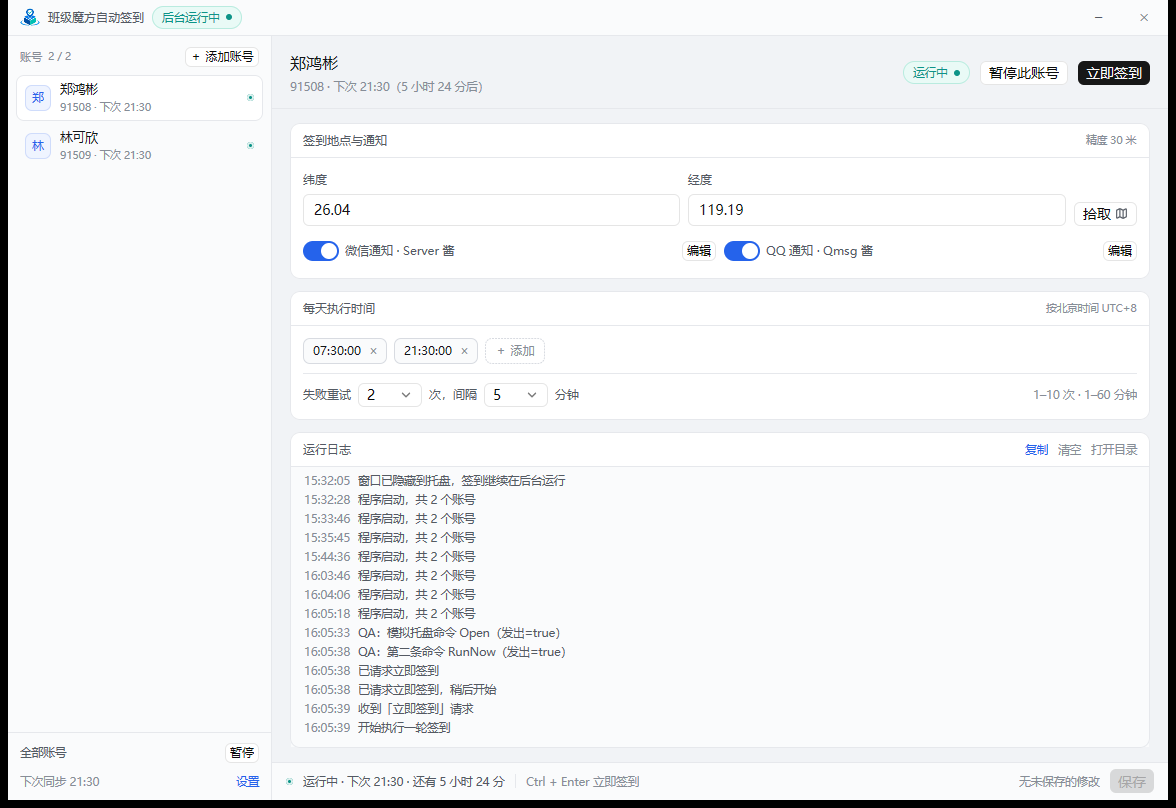 班级魔方自动签到 后台运行中
账号 2 / 2 + 添加账号
郑 郑鸿彬
91508 · 下次 21:30
林 林可欣
91509 · 下次 21:30
全部账号 暂停
下次同步 21:30 设置
郑鸿彬
91508 · 下次 21:30（5 小时 24 分后）
运行中 暂停此账号 立即签到
签到地点与通知 精度 30 米
纬度 经度
26.04 119.19 拾取
微信通知 · Server 酱 编辑 QQ 通知 · Qmsg 酱 编辑
每天执行时间 按北京时间 UTC+8
07:30:00 × 21:30:00 × + 添加
失败重试 2 次，间隔 5 分钟 1–10 次 · 1–60 分钟
运行日志 复制 清空 打开目录
15:32:05 窗口已隐藏到托盘，签到继续在后台运行
15:32:28 程序启动，共 2 个账号
15:33:46 程序启动，共 2 个账号
15:35:45 程序启动，共 2 个账号
15:44:36 程序启动，共 2 个账号
16:03:46 程序启动，共 2 个账号
16:04:06 程序启动，共 2 个账号
16:05:18 程序启动，共 2 个账号
16:05:33 QA：模拟托盘命令 Open（发出=true）
16:05:38 QA：第二条命令 RunNow（发出=true）
16:05:38 已请求立即签到
16:05:38 已请求立即签到，稍后开始
16:05:39 收到「立即签到」请求
16:05:39 开始执行一轮签到
运行中 · 下次 21:30 · 还有 5 小时 24 分 Ctrl + Enter 立即签到 无未保存的修改 保存